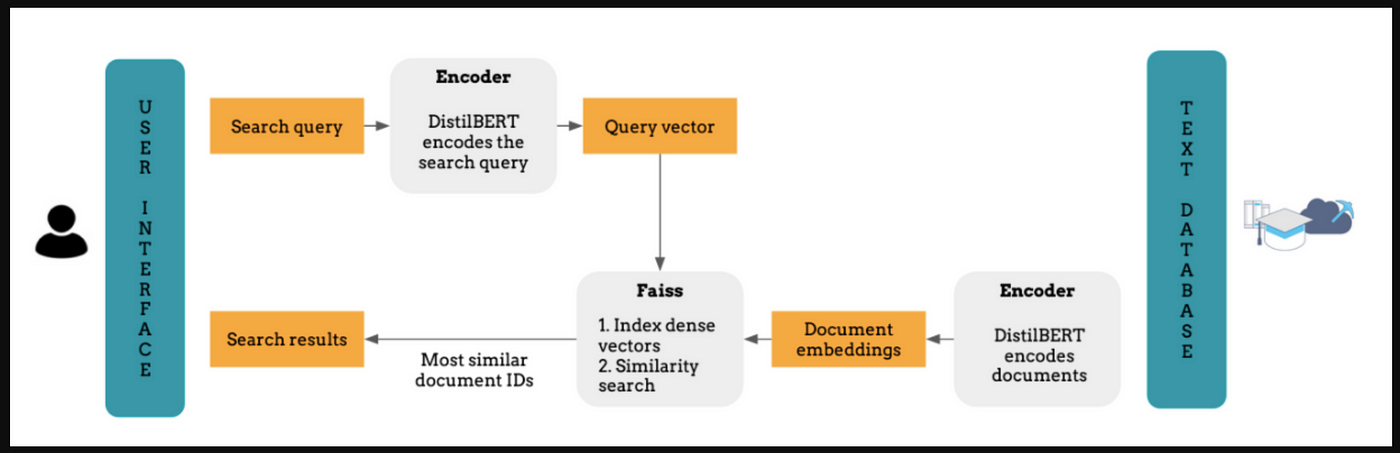 USER INTERFACE
Search query
Encoder
DistilBERT
encodes the
search query
Query vector
TEXT DATABASE
Search results
Most similar
document IDs
Faiss
1. Index dense
vectors
2. Similarity
search
Document
embeddings
Encoder
DistilBERT
encodes
documents